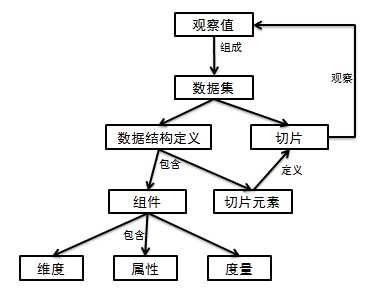 观察值
组成
观察
数据集
数据结构定义
切片
包含
定义
组件
切片元素
包含
维度
属性
度量